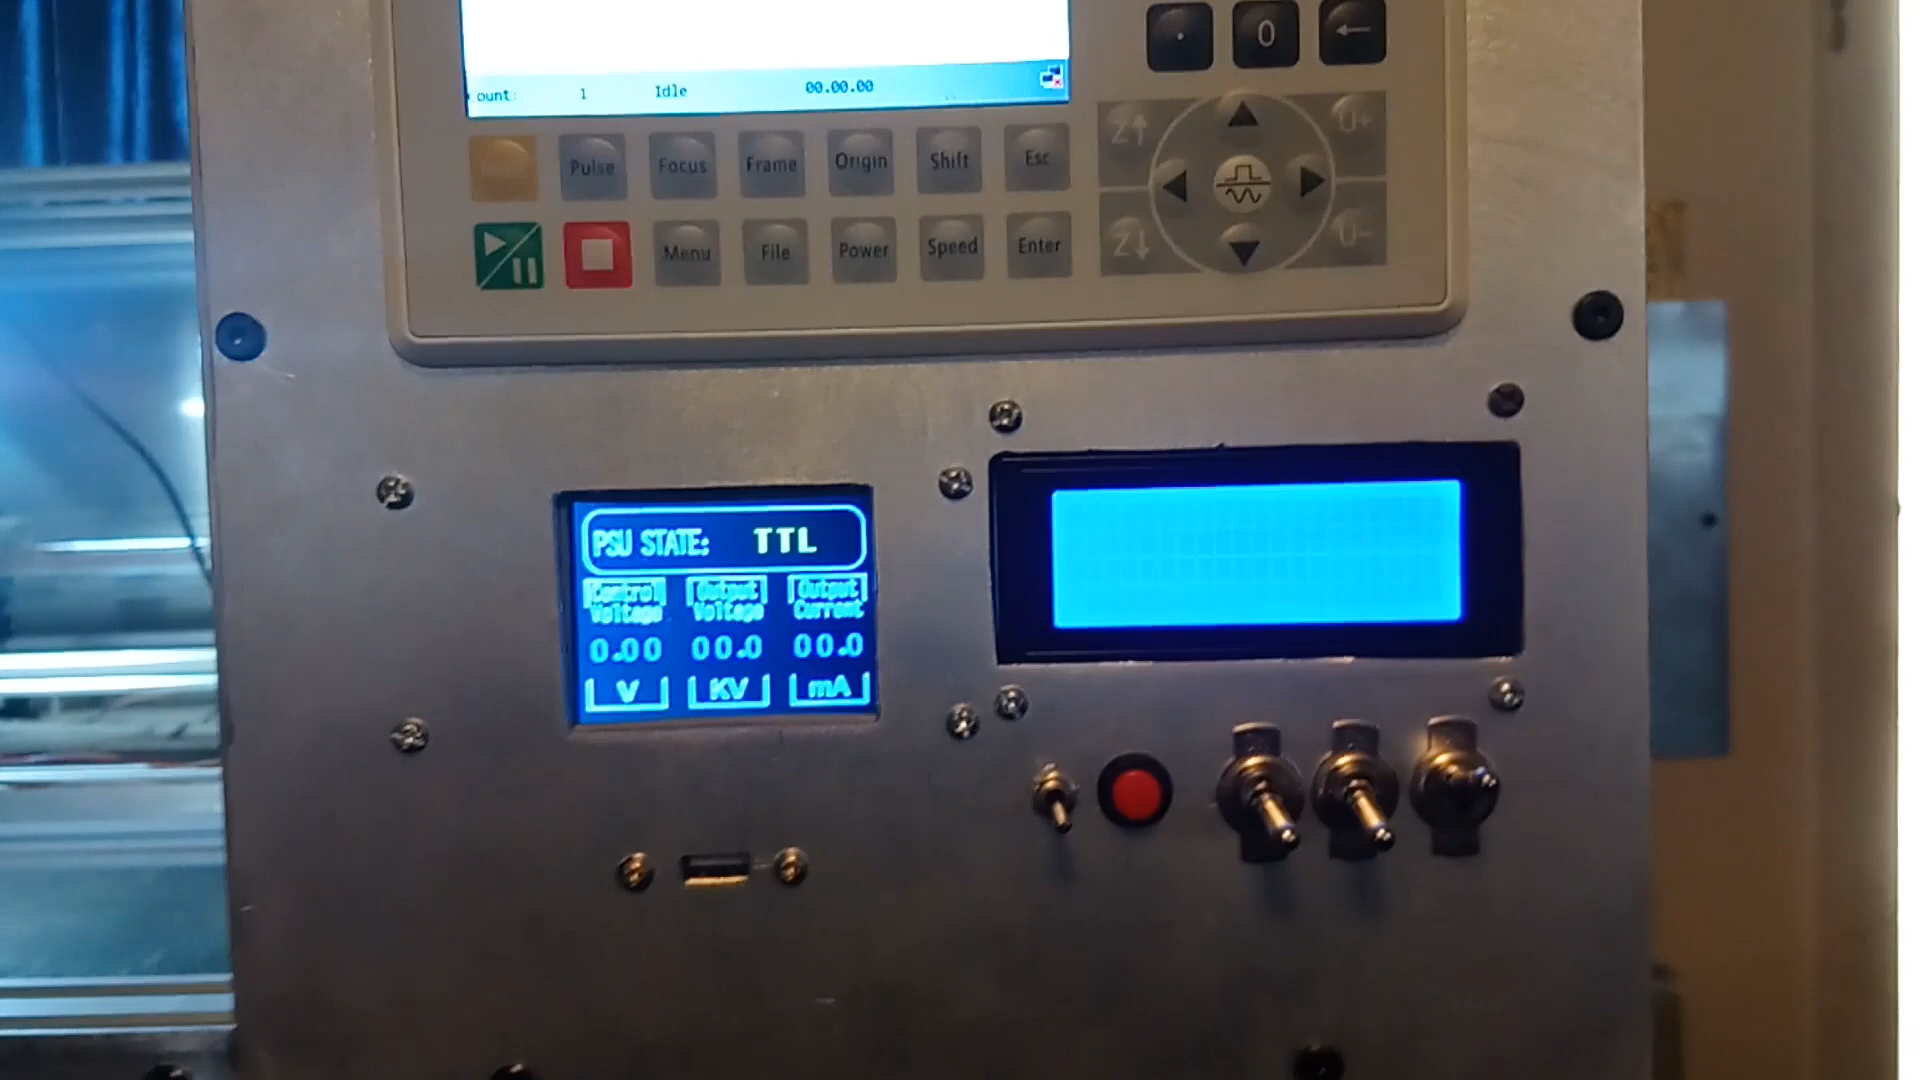 . 0 ←
ount: 1 Idle 00.00.00
Pulse Focus Frame Origin Shift Esc
Z↑ U+
Menu File Power Speed Enter
Z↓ U-
PSU STATE: TTL
Control Output Output
Voltage Voltage Current
0.00 00.0 00.0
V KV mA